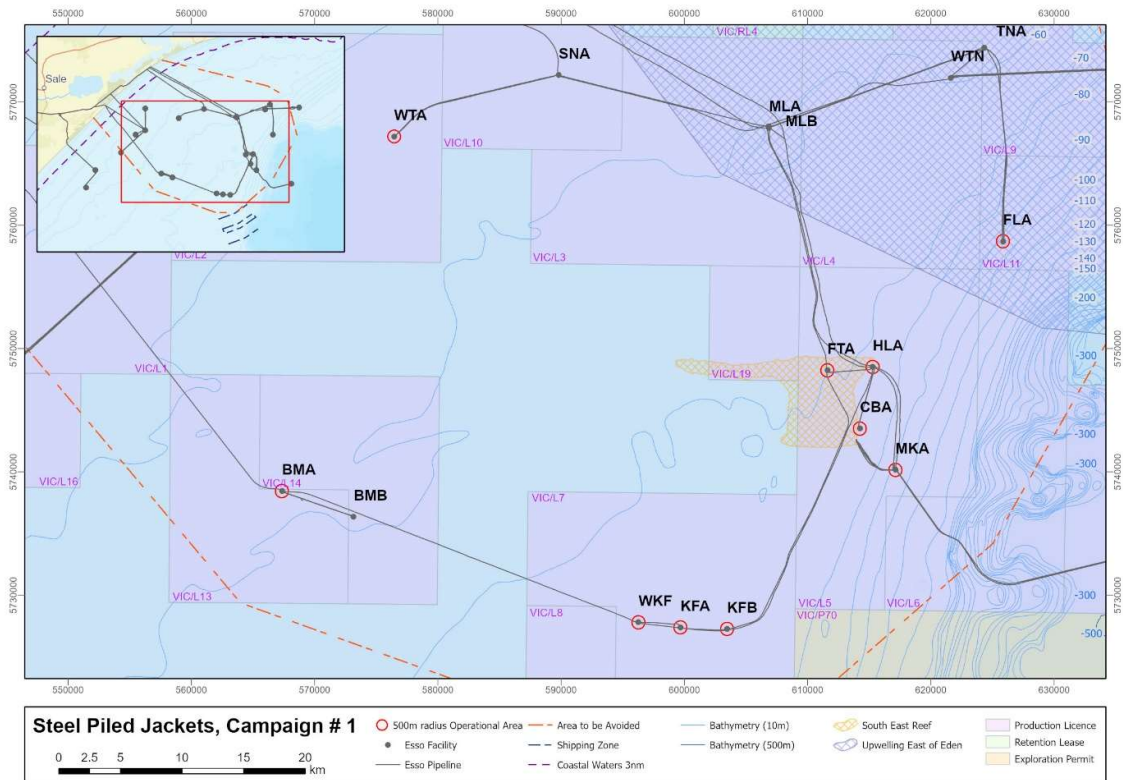 550000 560000 570000 580000 590000 600000 610000 620000 630000
5770000
5760000
5750000
5740000
5730000
5770000
5760000
5750000
5740000
5730000
Sale
VIC/RL4
TNA
-60
SNA
WTN
-70
-80
WTA
MLA
MLB
-90
VIC/L10
VIC/L9
-100
-110
-120
FLA
-130
-140
-150
VIC/L2
VIC/L3
VIC/L4
VIC/L11
-200
-300
FTA
HLA
VIC/L1
VIC/L19
CBA
-300
MKA
-300
BMA
VIC/L16
VIC/L14
BMB
VIC/L7
WKF
KFA
KFB
-300
VIC/L13
VIC/L8
VIC/L5
VIC/L6
VIC/P70
-500
550000 560000 570000 580000 590000 600000 610000 620000 630000
Steel Piled Jackets, Campaign # 1
0 2.5 5 10 15 20
km
500m radius Operational Area
Esso Facility
Esso Pipeline
Area to be Avoided
Shipping Zone
Coastal Waters 3nm
Bathymetry (10m)
Bathymetry (500m)
South East Reef
Upwelling East of Eden
Production Licence
Retention Lease
Exploration Permit